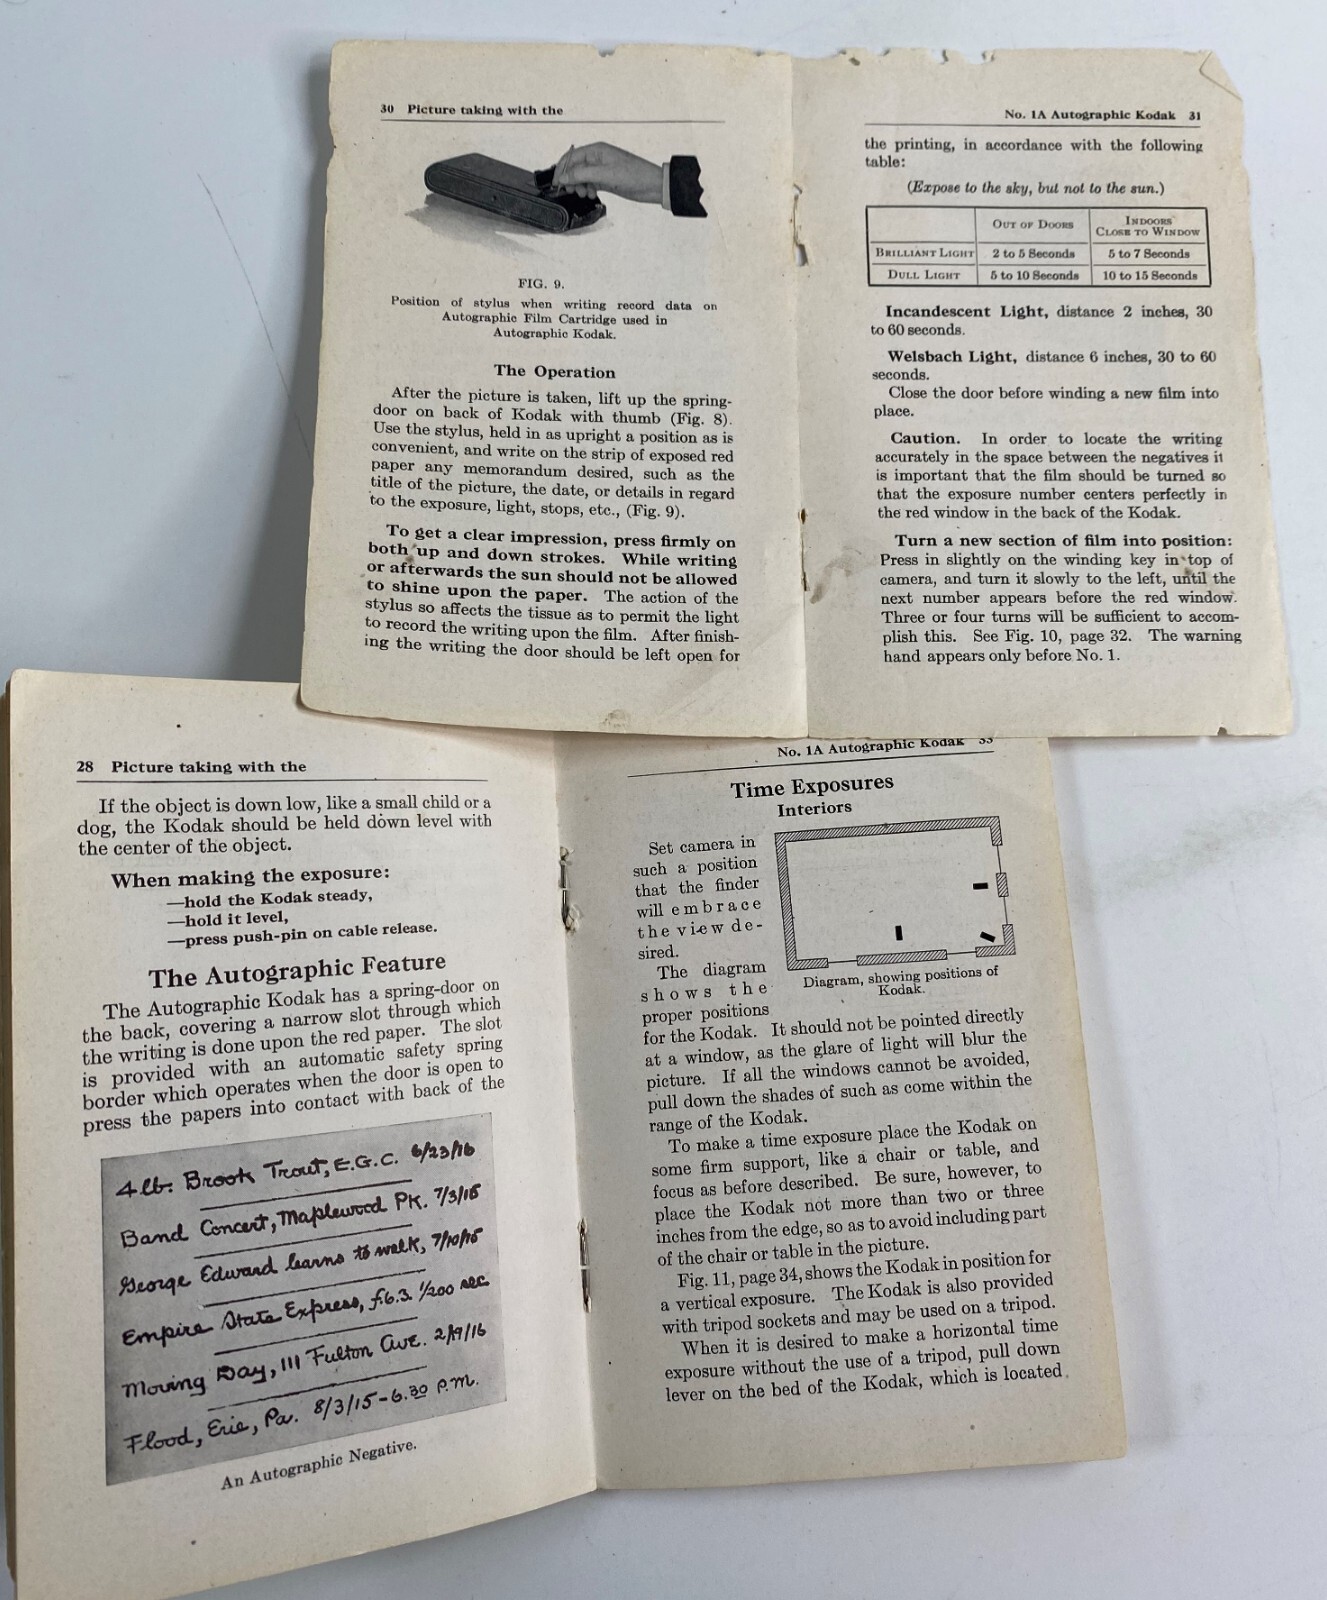 30 Picture taking with the
FIG. 9.
Position of stylus when writing record data on
Autographic Film Cartridge used in
Autographic Kodak.
The Operation
After the picture is taken, lift up the spring-
door on back of Kodak with thumb (Fig. 8).
Use the stylus, held in as upright a position as is
convenient, and write on the strip of exposed red
paper any memorandum desired, such as the
title of the picture, the date, or details in regard
to the exposure, light, stops, etc., (Fig. 9).
To get a clear impression, press firmly on
both up and down strokes. While writing
or afterwards the sun should not be allowed
to shine upon the paper. The action of the
stylus so affects the tissue as to permit the light
to record the writing upon the film. After finish-
ing the writing the door should be left open for
No. 1A Autographic Kodak 31
the printing, in accordance with the following
table:
(Expose to the sky, but not to the sun.)
OUT OF DOORS
INDOORS
CLOSE TO WINDOW
BRILLIANT LIGHT 2 to 5 Seconds 5 to 7 Seconds
DULL LIGHT 5 to 10 Seconds 10 to 15 Seconds
Incandescent Light, distance 2 inches, 30
to 60 seconds.
Welsbach Light, distance 6 inches, 30 to 60
seconds.
Close the door before winding a new film into
place.
Caution. In order to locate the writing
accurately in the space between the negatives it
is important that the film should be turned so
that the exposure number centers perfectly in
the red window in the back of the Kodak.
Turn a new section of film into position:
Press in slightly on the winding key in top of
camera, and turn it slowly to the left, until the
next number appears before the red window.
Three or four turns will be sufficient to accom-
plish this. See Fig. 10, page 32. The warning
hand appears only before No. 1.
28 Picture taking with the
If the object is down low, like a small child or a
dog, the Kodak should be held down level with
the center of the object.
When making the exposure:
—hold the Kodak steady,
—hold it level,
—press push-pin on cable release.
The Autographic Feature
The Autographic Kodak has a spring-door on
the back, covering a narrow slot through which
the writing is done upon the red paper. The slot
is provided with an automatic safety spring
border which operates when the door is open to
press the papers into contact with back of the
4 lb. Brook Trout, E.G.C. 6/23/16
Band Concert, Maplewood Pk. 7/3/15
George Edward learns to walk, 7/10/15
Empire State Express, f.6.3. 1/200 sec
Moving Day, 111 Fulton Ave. 2/19/16
Flood, Erie, Pa. 8/3/15-6.30 P.M.
An Autographic Negative.
No. 1A Autographic Kodak 33
Time Exposures
Interiors
Set camera in
such a position
that the finder
will embrace
the view de-
sired.
The diagram
shows the
proper positions
Diagram, showing positions of
Kodak.
for the Kodak. It should not be pointed directly
at a window, as the glare of light will blur the
picture. If all the windows cannot be avoided,
pull down the shades of such as come within the
range of the Kodak.
To make a time exposure place the Kodak on
some firm support, like a chair or table, and
focus as before described. Be sure, however, to
place the Kodak not more than two or three
inches from the edge, so as to avoid including part
of the chair or table in the picture.
Fig. 11, page 34, shows the Kodak in position for
a vertical exposure. The Kodak is also provided
with tripod sockets and may be used on a tripod.
When it is desired to make a horizontal time
exposure without the use of a tripod, pull down
lever on the bed of the Kodak, which is located